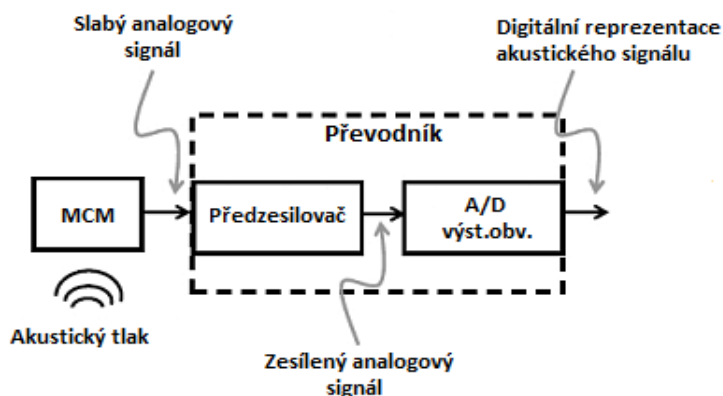 Slabý analogový
signál
Digitální reprezentace
akustického signálu
Převodník
MCM
Předzesilovač
A/D
výst.obv.
Akustický tlak
Zesílený analogový
signál